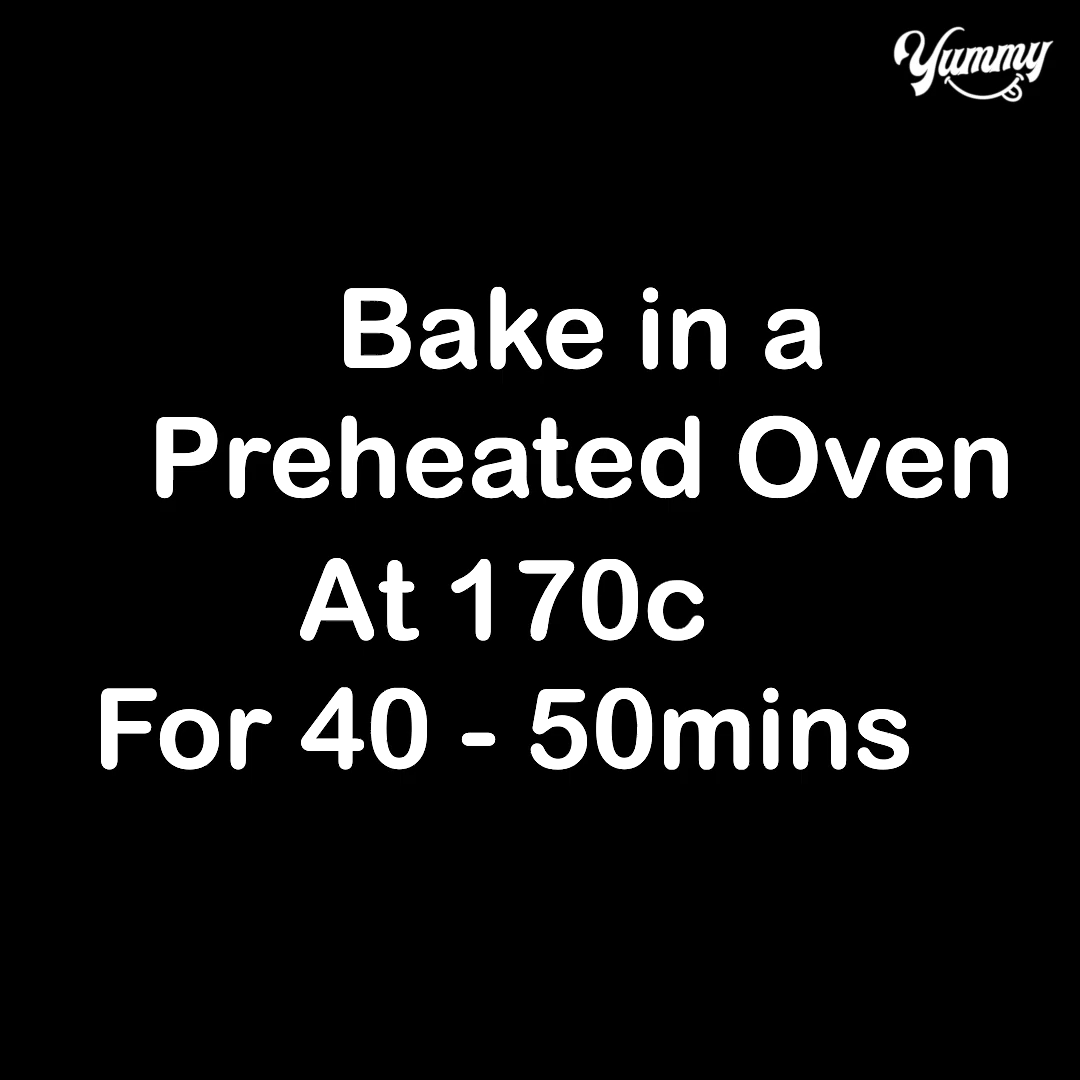 Yummy
Bake in a
Preheated Oven
At 170c
For 40 - 50mins